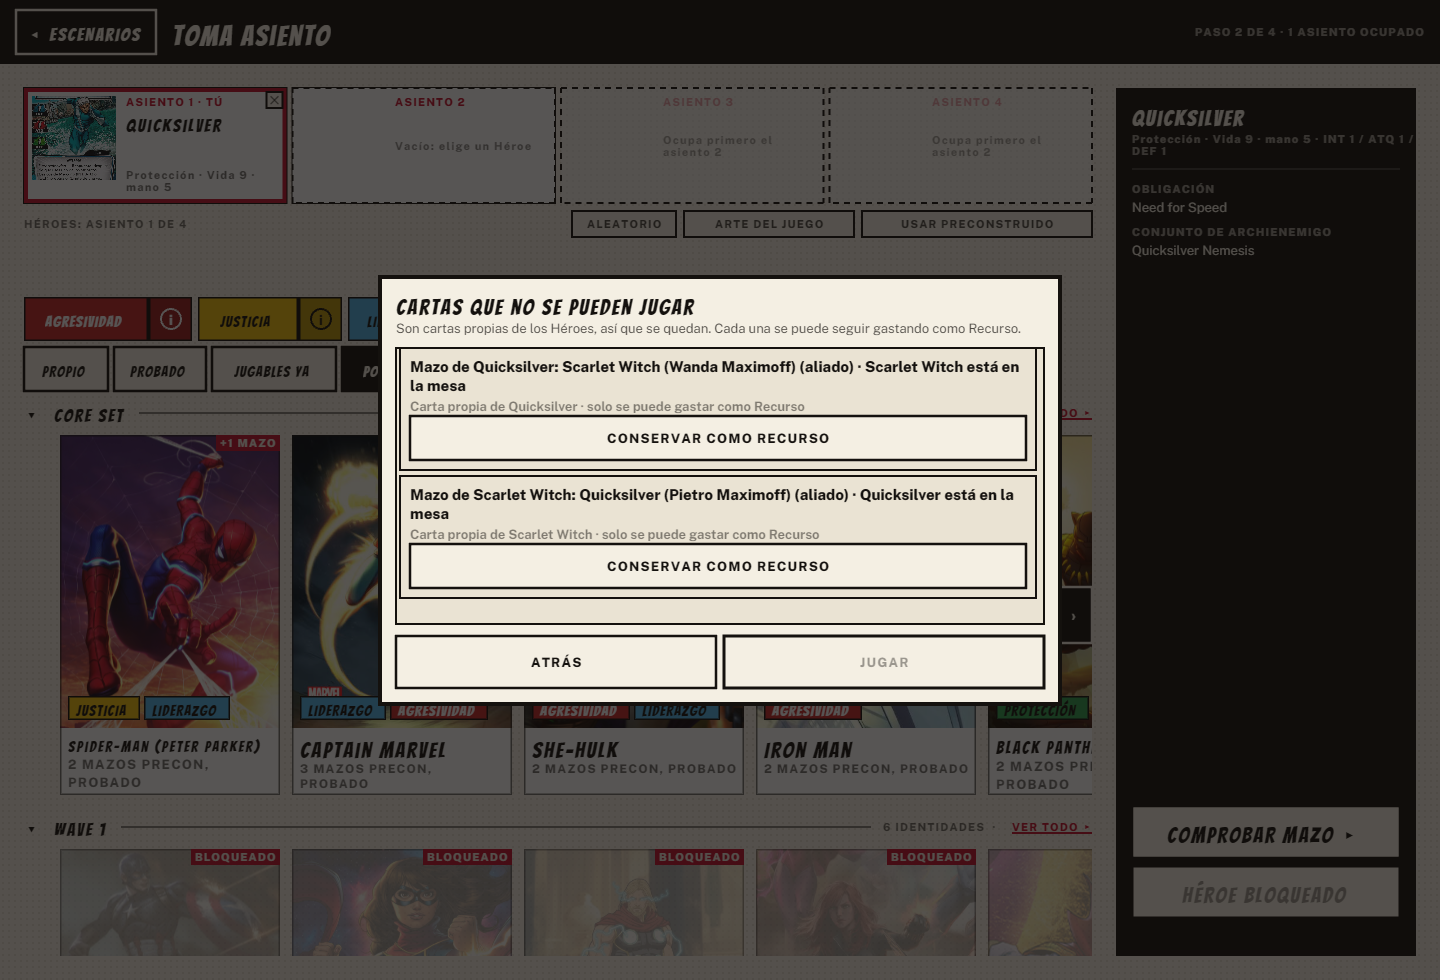 ◂ ESCENARIOS
TOMA ASIENTO
PASO 2 DE 4 · 1 ASIENTO OCUPADO
ASIENTO 1 · TÚ
QUICKSILVER
Protección · Vida 9 ·
mano 5
ASIENTO 2
Vacío: elige un Héroe
ASIENTO 3
Ocupa primero el
asiento 2
ASIENTO 4
Ocupa primero el
asiento 2
HÉROES: ASIENTO 1 DE 4
ALEATORIO
ARTE DEL JUEGO
USAR PRECONSTRUIDO
QUICKSILVER
Protección · Vida 9 · mano 5 · INT 1 / ATQ 1 /
DEF 1
OBLIGACIÓN
Need for Speed
CONJUNTO DE ARCHIENEMIGO
Quicksilver Nemesis
AGRESIVIDAD
JUSTICIA
LI
PROPIO
PROBADO
JUGABLES YA
PO
CARTAS QUE NO SE PUEDEN JUGAR
Son cartas propias de los Héroes, así que se quedan. Cada una se puede seguir gastando como Recurso.
Mazo de Quicksilver: Scarlet Witch (Wanda Maximoff) (aliado) · Scarlet Witch está en
la mesa
Carta propia de Quicksilver · solo se puede gastar como Recurso
CONSERVAR COMO RECURSO
Mazo de Scarlet Witch: Quicksilver (Pietro Maximoff) (aliado) · Quicksilver está en la
mesa
Carta propia de Scarlet Witch · solo se puede gastar como Recurso
CONSERVAR COMO RECURSO
ATRÁS
JUGAR
▾ CORE SET
DO ▸
+1 MAZO
MARVEL
JUSTICIA
LIDERAZGO
LIDERAZGO
AGRESIVIDAD
AGRESIVIDAD
LIDERAZGO
AGRESIVIDAD
PROTECCIÓN
SPIDER-MAN (PETER PARKER)
2 MAZOS PRECON,
PROBADO
CAPTAIN MARVEL
3 MAZOS PRECON,
PROBADO
SHE-HULK
2 MAZOS PRECON, PROBADO
IRON MAN
2 MAZOS PRECON, PROBADO
BLACK PANTH
2 MAZOS PRE
PROBADO
▾ WAVE 1
6 IDENTIDADES ·
VER TODO ▸
BLOQUEADO
BLOQUEADO
BLOQUEADO
BLOQUEADO
COMPROBAR MAZO ▸
HÉROE BLOQUEADO